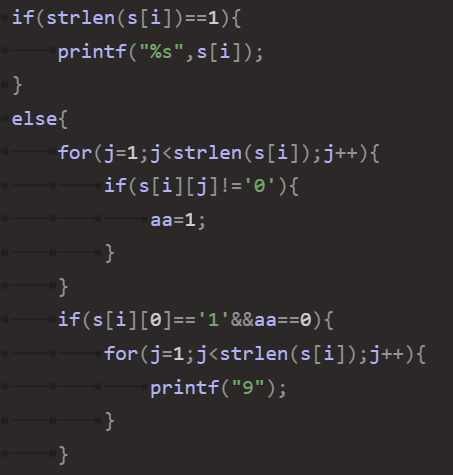 if(strlen(s[i])==1){
    printf("%s",s[i]);
}
else{
    for(j=1;j<strlen(s[i]);j++){
        if(s[i][j]!='0'){
            aa=1;
        }
    }
    if(s[i][0]=='1'&&aa==0){
        for(j=1;j<strlen(s[i]);j++){
            printf("9");
        }
    }